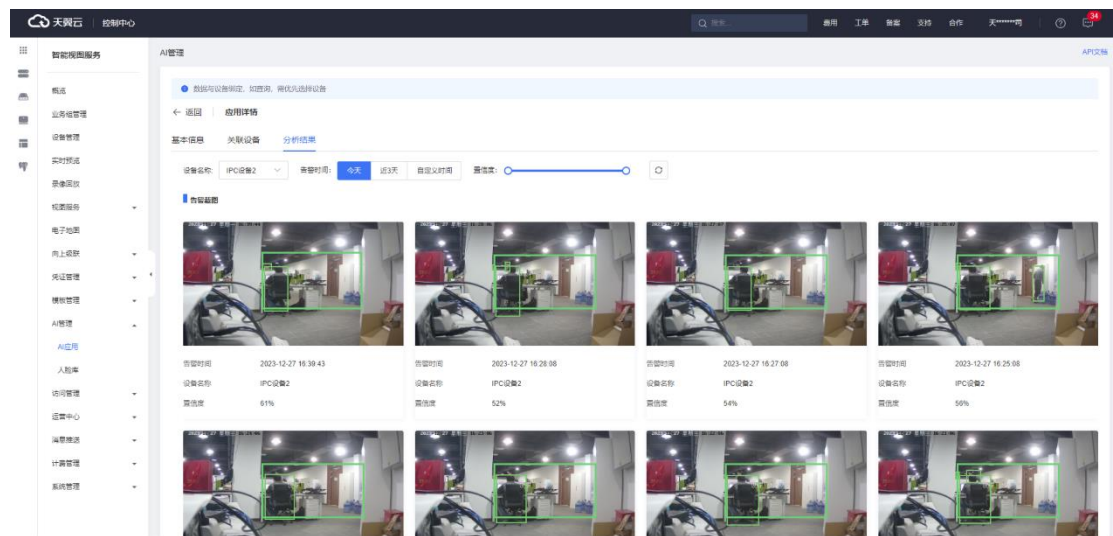 天翼云 控制中心 搜索... 费用 工单 备案 支持 合作 天*******司 34
智能视图服务
概览
业务组管理
设备管理
实时预览
录像回放
视图服务
电子地图
向上级联
凭证管理
模板管理
AI管理
AI应用
人脸库
访问管理
运营中心
消息推送
计算管理
系统管理
AI管理 API文档
数据与设备绑定，如查询，需优先选择设备
← 返回 应用详情
基本信息 关联设备 分析结果
设备名称: IPC设备2 告警时间: 今天 近3天 自定义时间 置信度:
告警截图
告警时间 2023-12-27 16:39:43
设备名称 IPC设备2
置信度 61%
告警时间 2023-12-27 16:28:08
设备名称 IPC设备2
置信度 52%
告警时间 2023-12-27 16:27:08
设备名称 IPC设备2
置信度 54%
告警时间 2023-12-27 16:25:08
设备名称 IPC设备2
置信度 56%